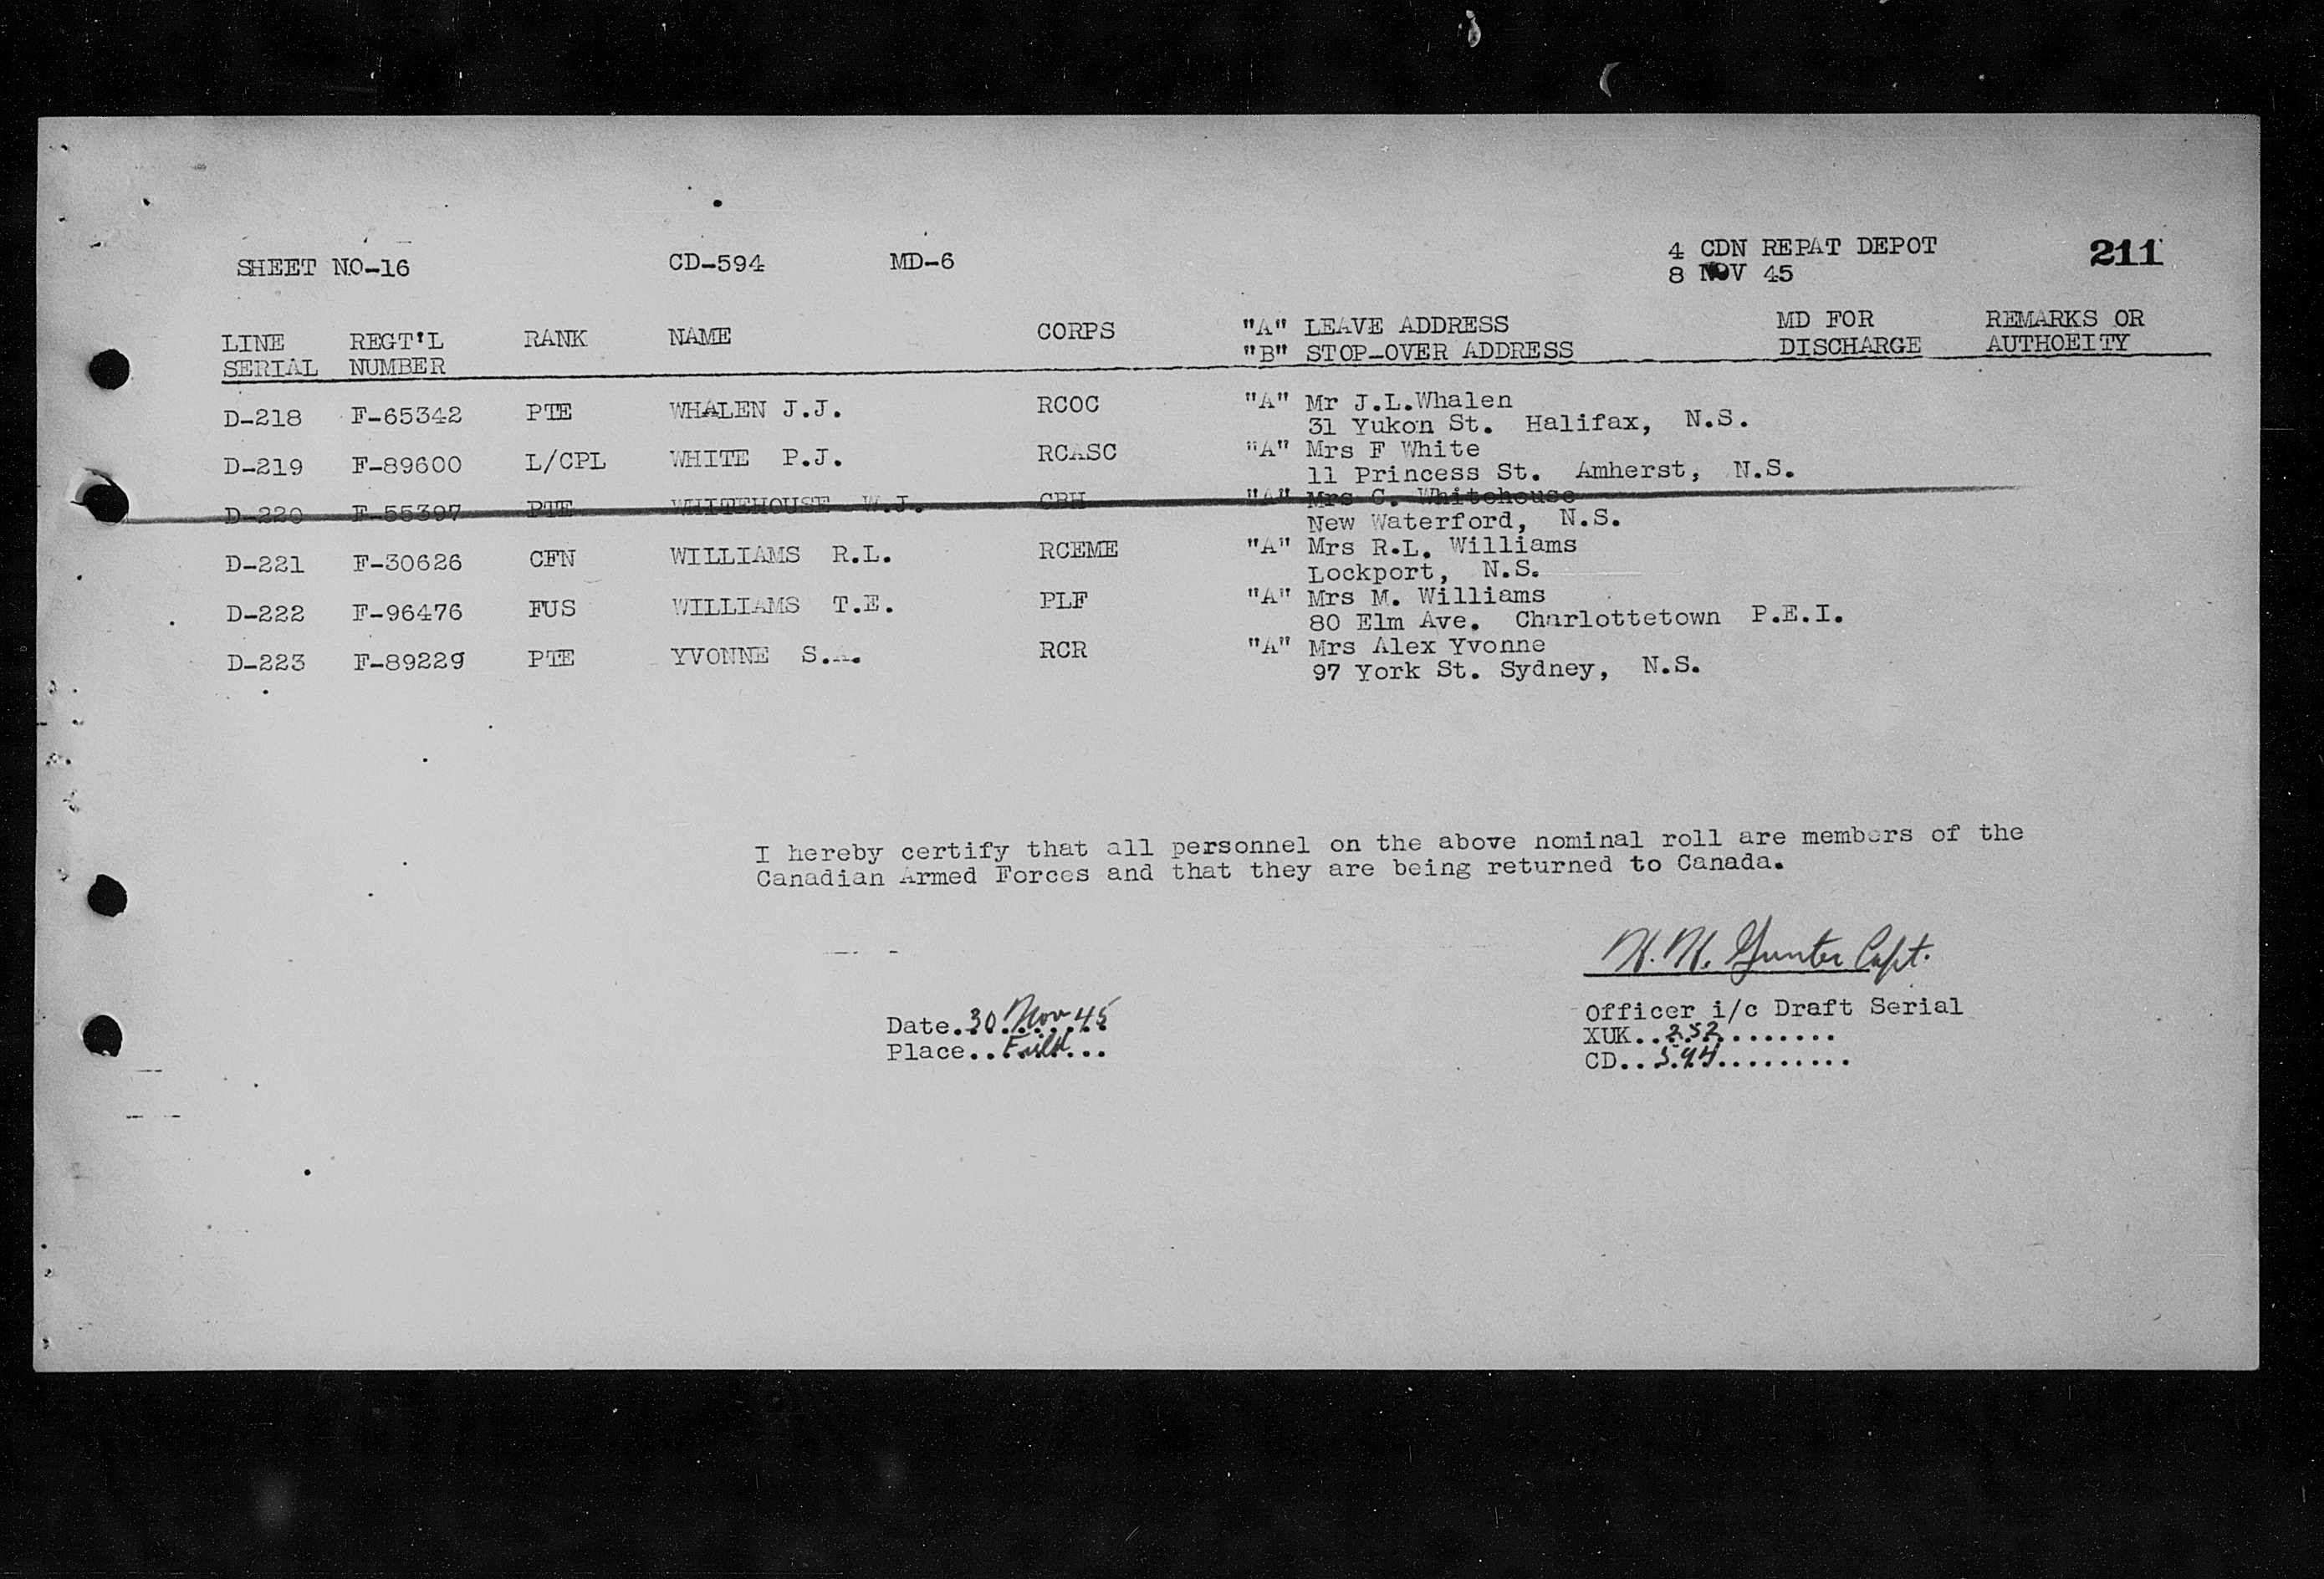 SHEET NO-16 CD-594 MD-6 4 CDN REPAT DEPOT 211
8 NOV 45
LINE REGT'L RANK NAME CORPS "A" LEAVE ADDRESS MD FOR REMARKS OR
SERIAL NUMBER "B" STOP-OVER ADDRESS DISCHARGE AUTHOEITY
D-218 F-65342 PTE WHALEN J.J. RCOC "A" Mr J.L.Whalen
31 Yukon St. Halifax, N.S.
D-219 F-89600 L/CPL WHITE P.J. RCASC "A" Mrs F White
11 Princess St. Amherst, N.S.
D-220 F-55397 PTE WHITEHOUSE W.J. CBH "A" Mrs C. Whitehouse
New Waterford, N.S.
D-221 F-30626 CFN WILLIAMS R.L. RCEME "A" Mrs R.L. Williams
Lockport, N.S.
D-222 F-96476 FUS WILLIAMS T.E. PLF "A" Mrs M. Williams
80 Elm Ave. Charlottetown P.E.I.
D-223 F-89229 PTE YVONNE S.A. RCR "A" Mrs Alex Yvonne
97 York St. Sydney, N.S.
I hereby certify that all personnel on the above nominal roll are members of the
Canadian Armed Forces and that they are being returned to Canada.
Gunter Capt.
Officer i/c Draft Serial
Date.30.Nov.45
XUK..252........
Place..Field...
CD..594..........